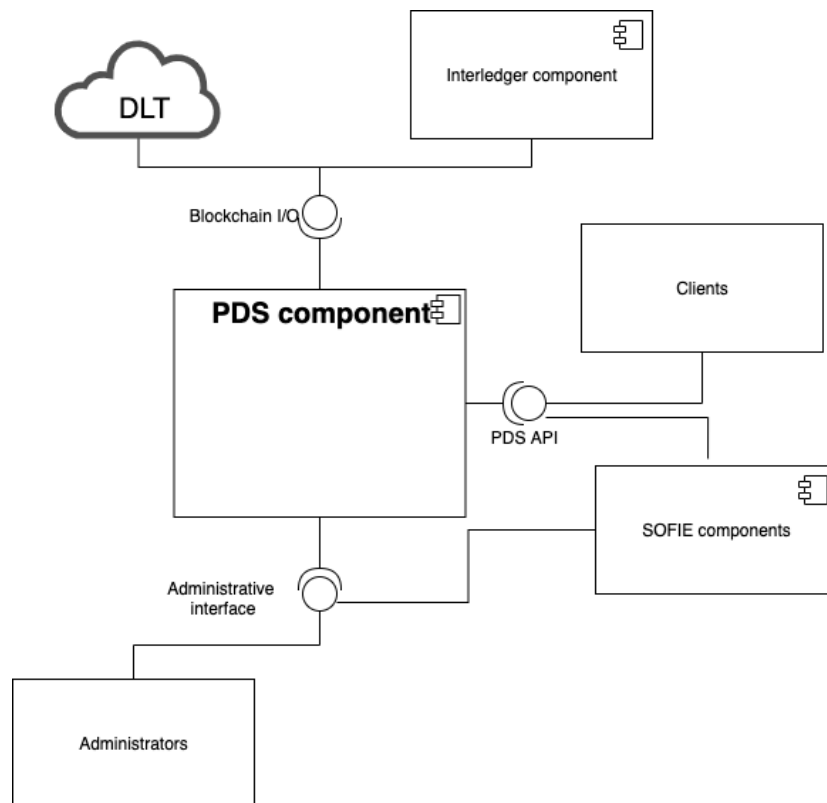 Interledger component
DLT
Blockchain I/O
PDS component
Clients
PDS API
SOFIE components
Administrative
interface
Administrators